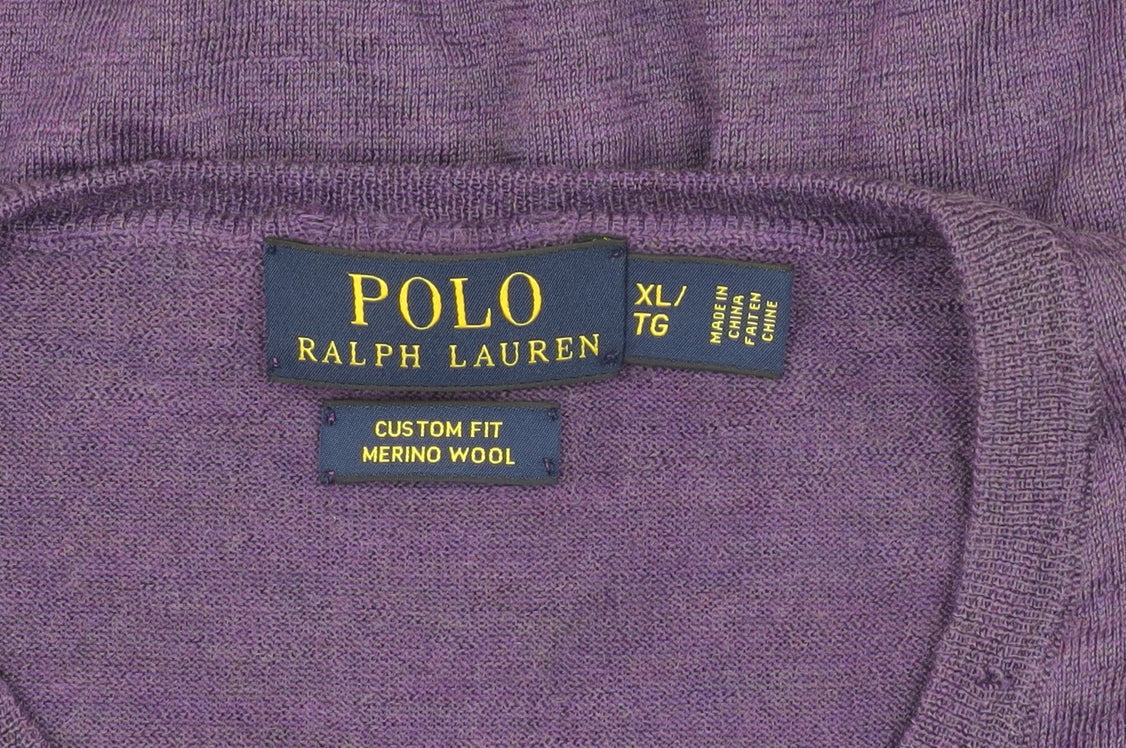 POLO
RALPH LAUREN
XL/
TG
MADE IN
CHINA
FAIT EN
CHINE
CUSTOM FIT
MERINO WOOL